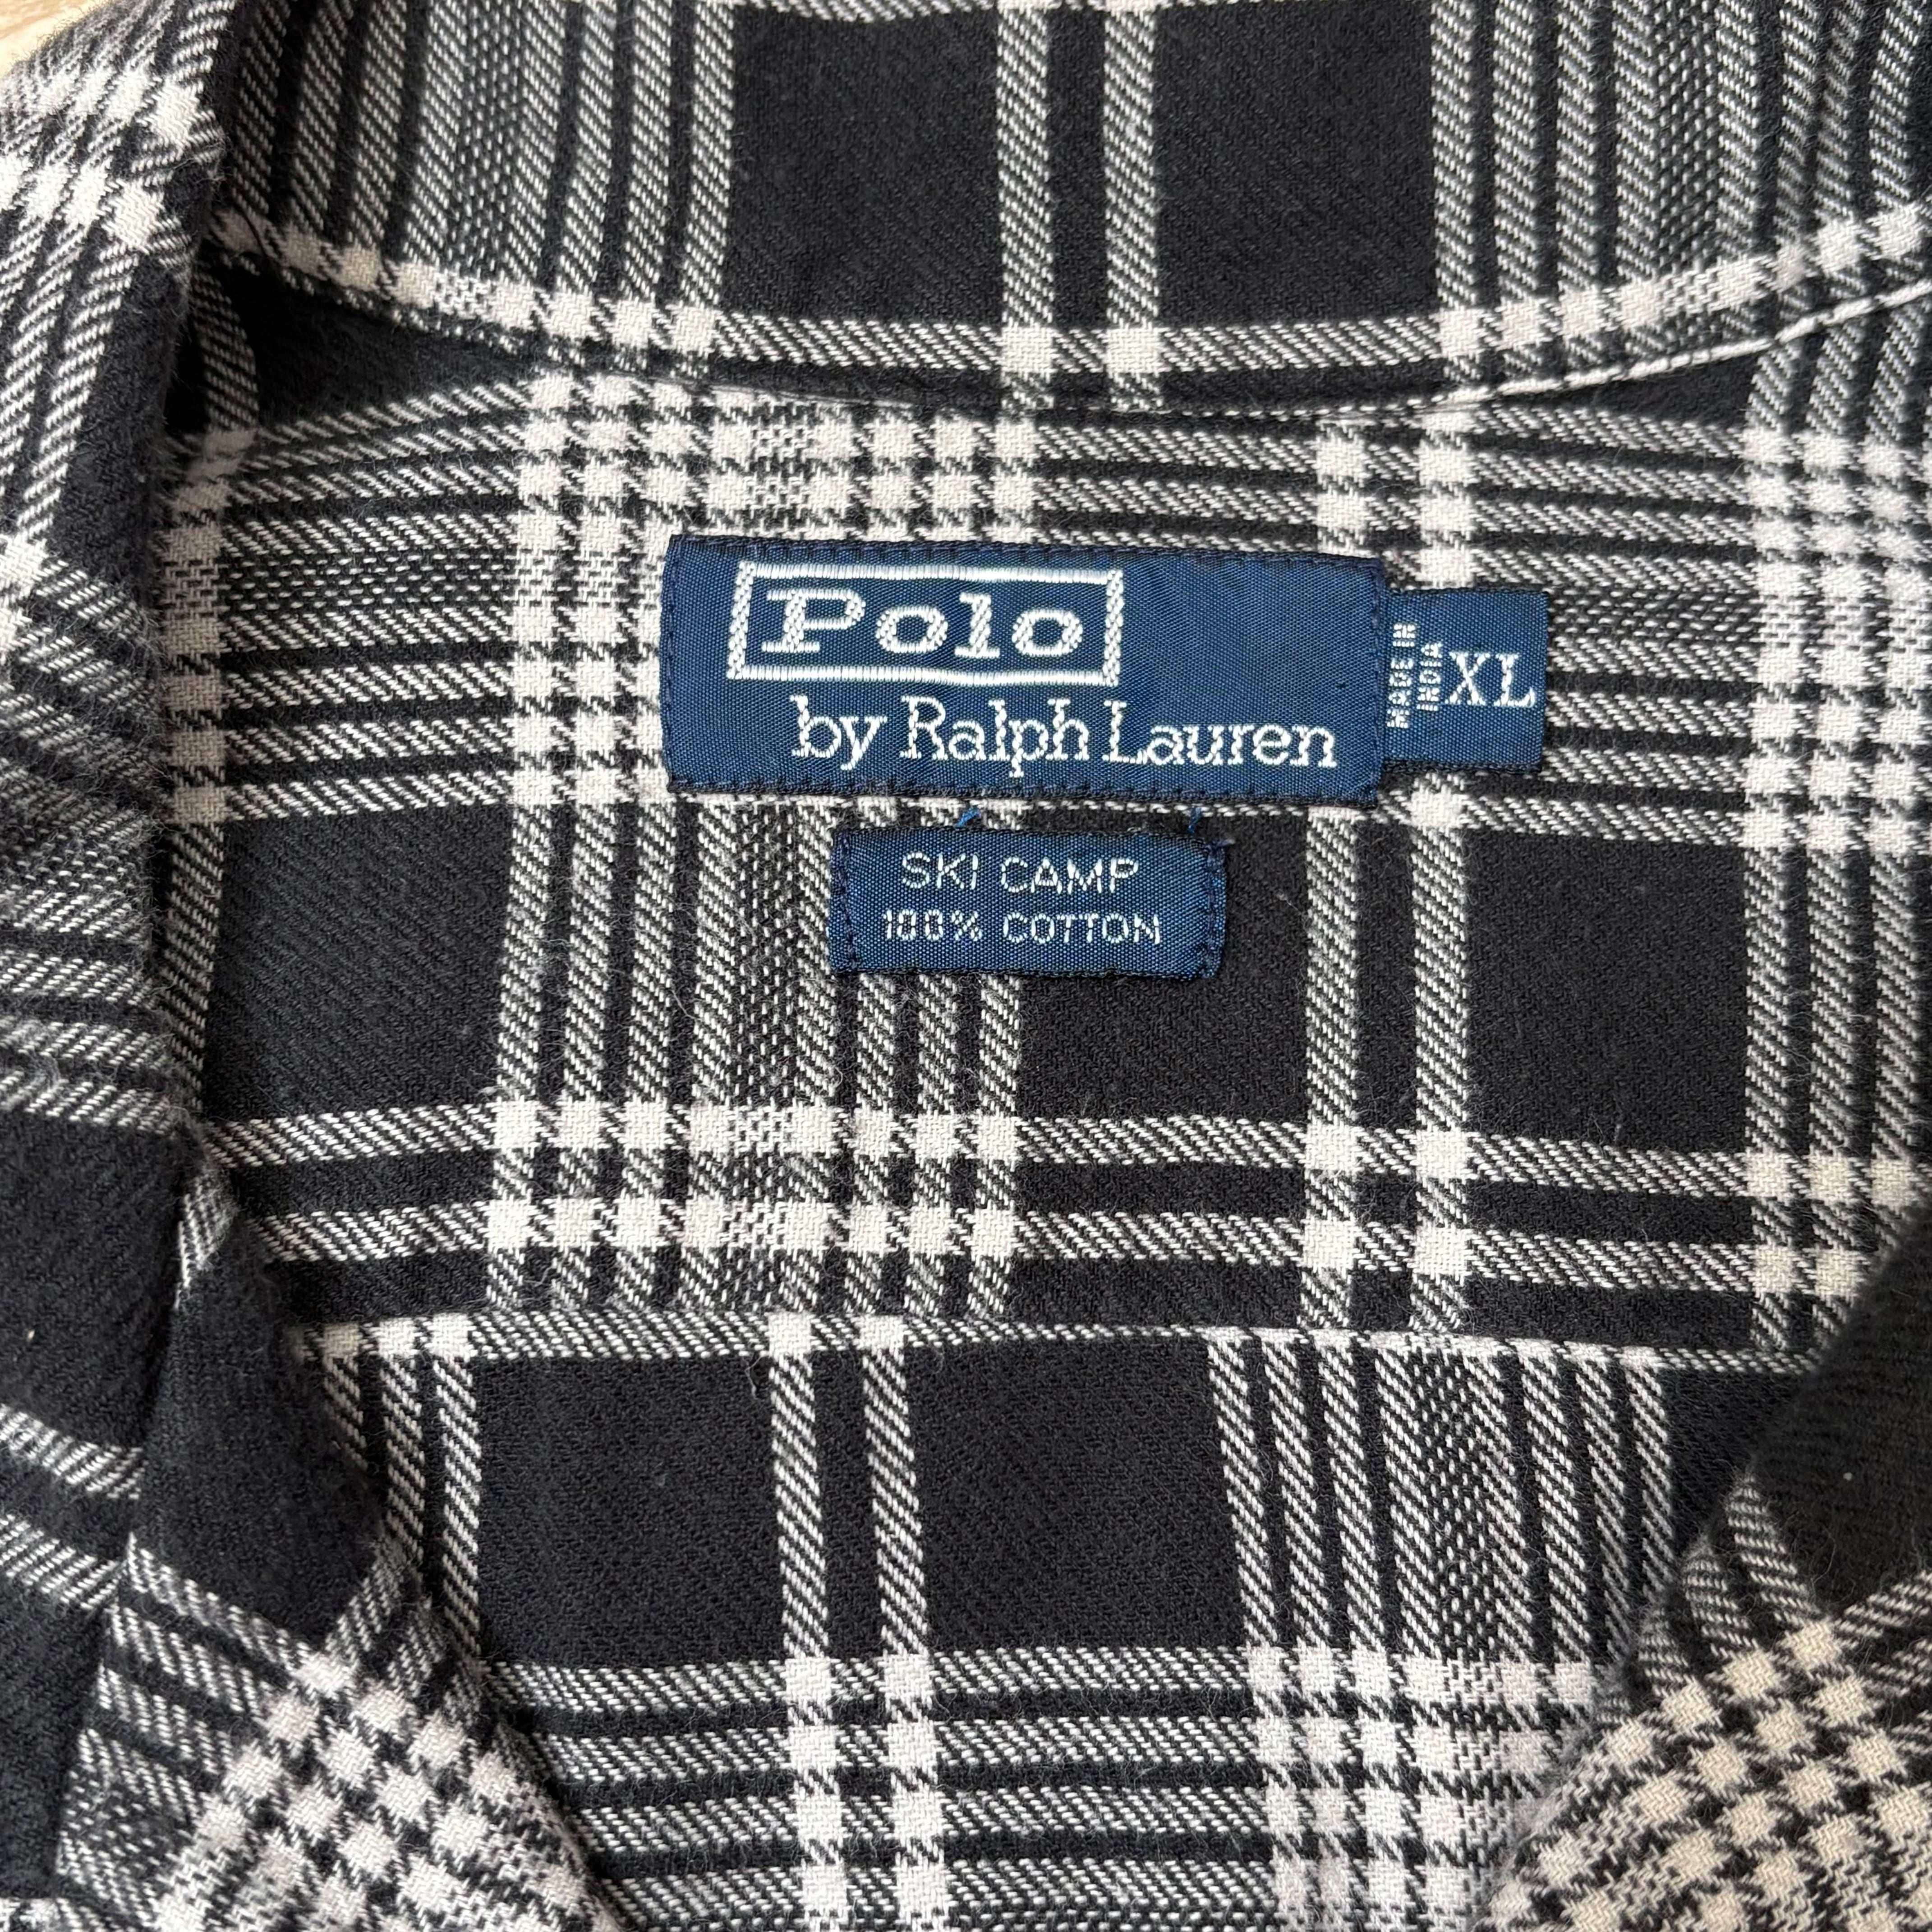 Polo
by Ralph Lauren
MADE IN
INDIA
XL
SKI CAMP
100% COTTON